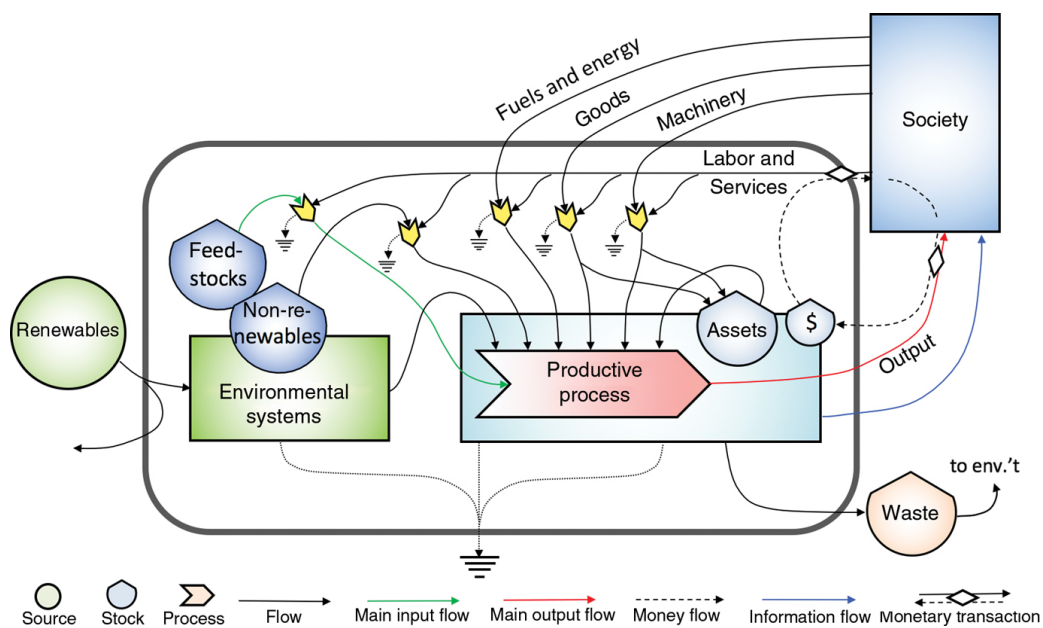 Fuels and energy
Goods
Machinery
Society
Labor and
Services
Feed-
stocks
Non-re-
newables
Renewables
Environmental
systems
Productive
process
Assets
$
Output
to env.'t
Waste
Source
Stock
Process
Flow
Main input flow
Main output flow
Money flow
Information flow
Monetary transaction